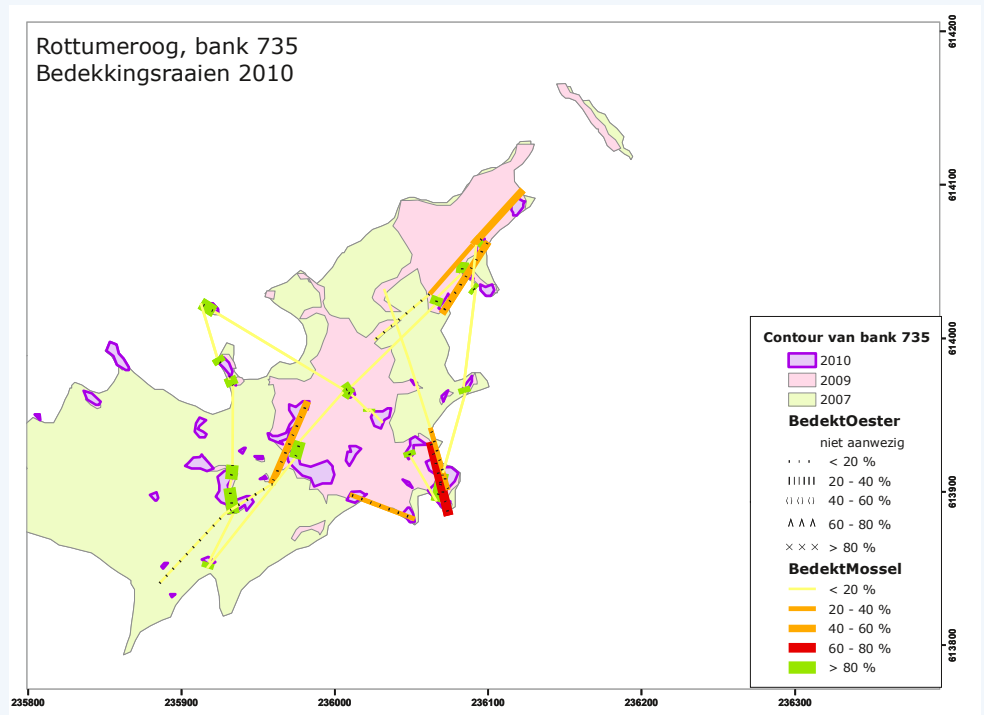 Rottumeroog, bank 735
Bedekkingsraaien 2010
614200
614100
614000
613900
613800
Contour van bank 735
2010
2009
2007
BedektOester
niet aanwezig
< 20 %
20 - 40 %
40 - 60 %
60 - 80 %
> 80 %
BedektMossel
< 20 %
20 - 40 %
40 - 60 %
60 - 80 %
> 80 %
235800 235900 236000 236100 236200 236300